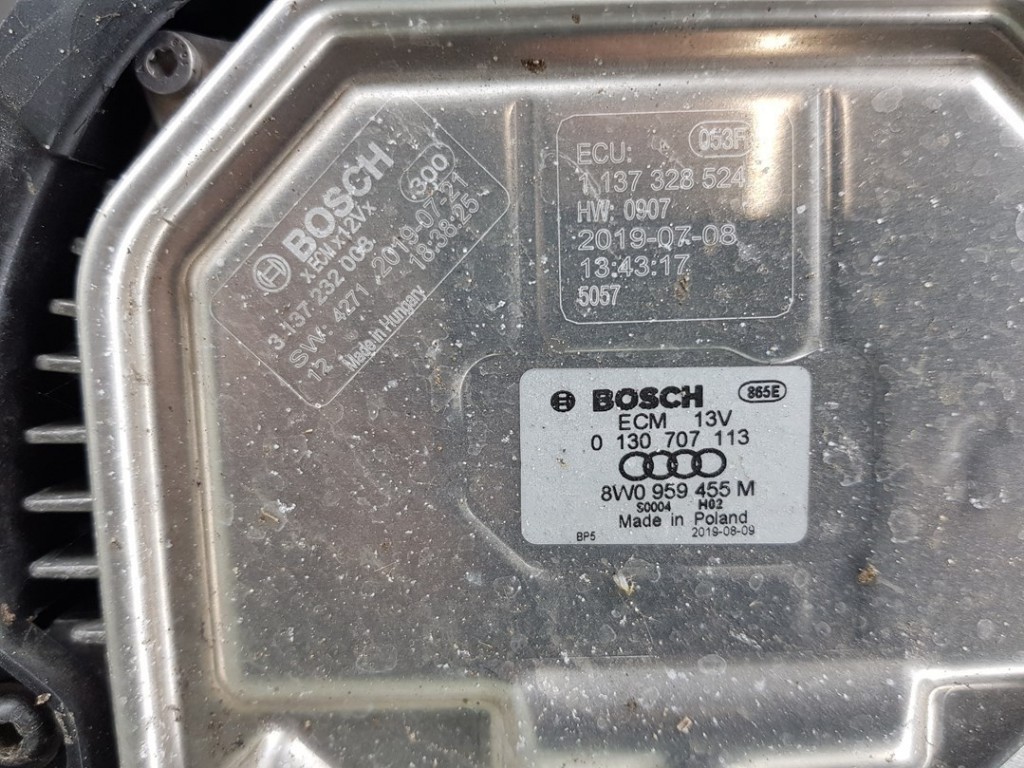 BOSCH 300
xEMx12Vx
3 137 232 008
SW: 4271 2019-07-21
12 18:38:25
Made in Hungary
053F
ECU:
1 137 328 524
HW: 0907
2019-07-08
13:43:17
5057
BOSCH 865E
ECM 13V
0 130 707 113
8W0 959 455 M
S0004 H02
Made in Poland
BP5 2019-08-09